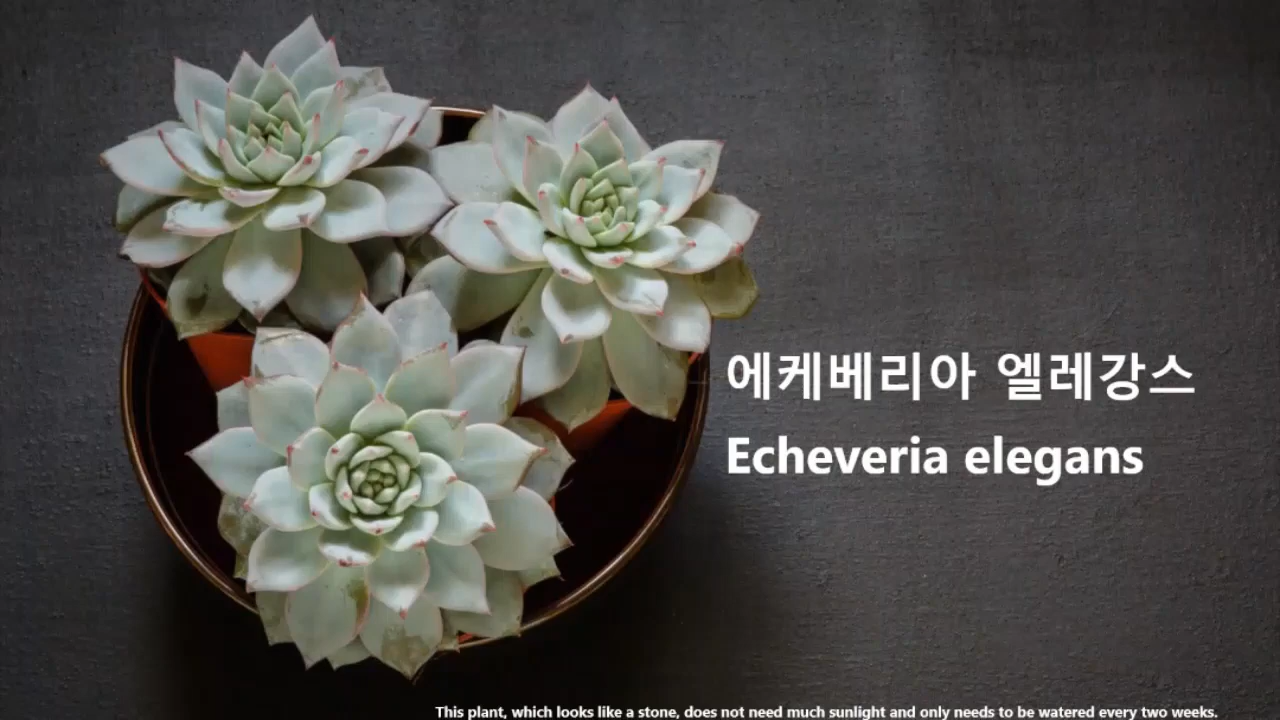 에케베리아 엘레강스
Echeveria elegans
This plant, which looks like a stone, does not need much sunlight and only needs to be watered every two weeks.